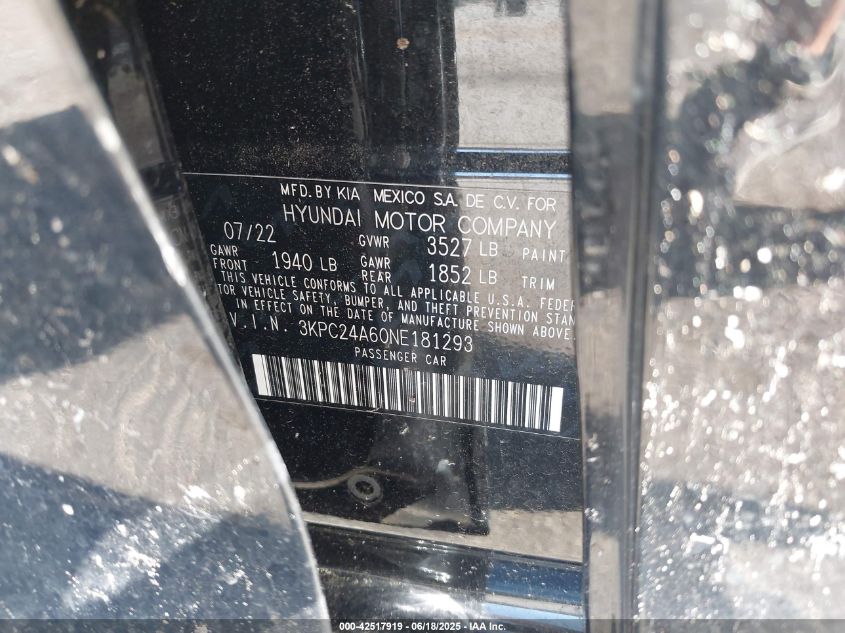 MFD. BY KIA MEXICO S.A. DE C.V. FOR
HYUNDAI MOTOR COMPANY
07/22 GVWR 3527 LB PAINT
GAWR FRONT 1940 LB GAWR REAR 1852 LB TRIM
THIS VEHICLE CONFORMS TO ALL APPLICABLE U.S.A. FEDER
TOR VEHICLE SAFETY, BUMPER, AND THEFT PREVENTION STAN
IN EFFECT ON THE DATE OF MANUFACTURE SHOWN ABOVE.
V.I.N. 3KPC24A60NE181293
PASSENGER CAR
000-42517919 - 06/18/2025 - IAA Inc.